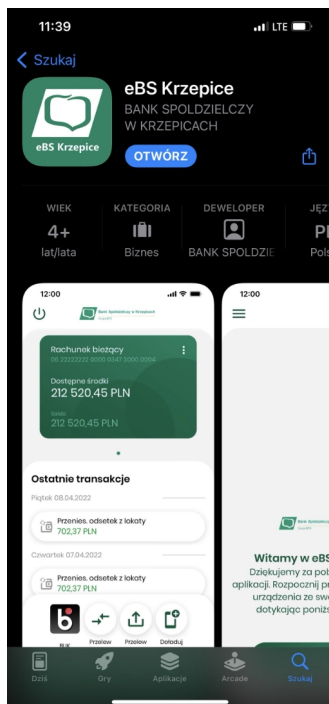 11:39
LTE
Szukaj
eBS Krzepice
eBS Krzepice
BANK SPOLDZIELCZY
W KRZEPICACH
OTWÓRZ
WIEK
KATEGORIA
DEWELOPER
JĘZ
4+
lat/lata
Biznes
BANK SPOLDZIE
Pols
12:00
Bank Spółdzielczy w Krzepicach
Rachunek bieżący
Dostępne środki
212 520,45 PLN
212 520,45 PLN
Ostatnie transakcje
Piątek 08.04.2022
Przenies. odsetek z lokaty
702,37 PLN
Czwartek 07.04.2022
Przenies. odsetek z lokaty
702,37 PLN
BLIK
Przelew
Przelew
Doładuj
12:00
Witamy w eBS
Dziękujemy za pob
aplikacji. Rozpocznij pr
urządzenia ze swo
dotykając poniżs
Dziś
Gry
Aplikacje
Arcade
Szukaj